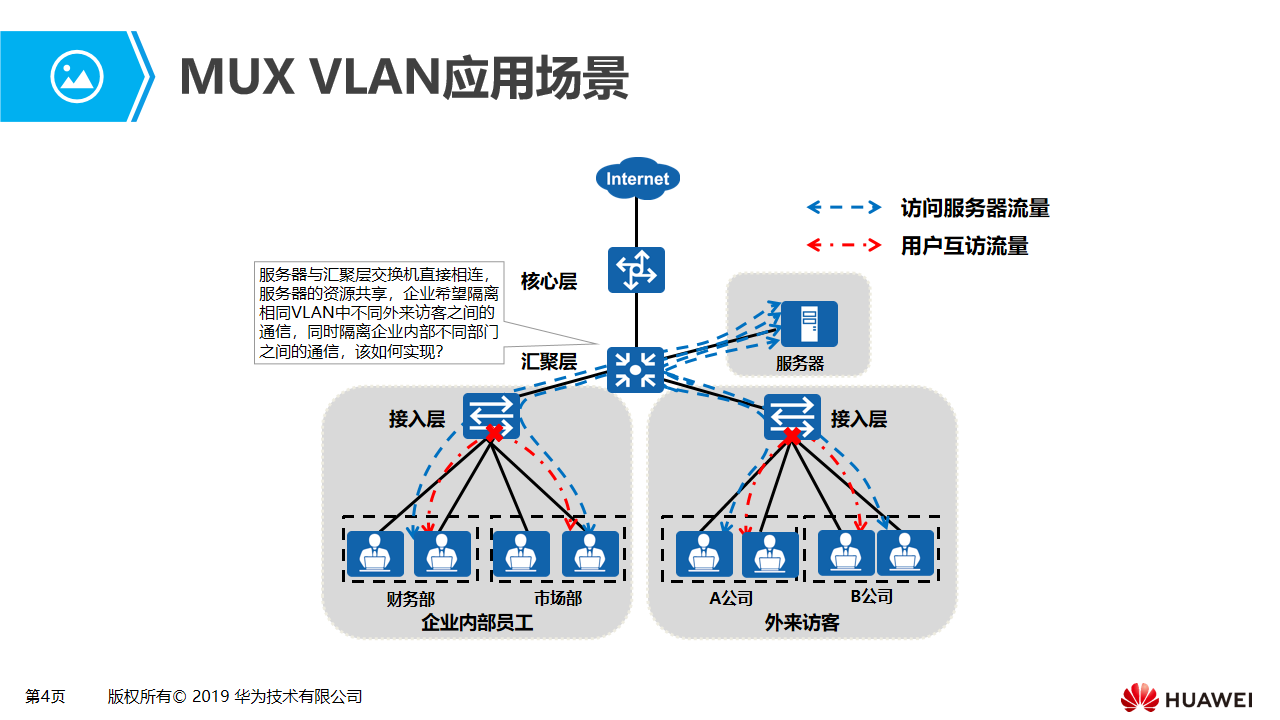 MUX VLAN应用场景
Internet
访问服务器流量
用户互访流量
服务器与汇聚层交换机直接相连，
服务器的资源共享，企业希望隔离
相同VLAN中不同外来访客之间的
通信，同时隔离企业内部不同部门
之间的通信，该如何实现？
核心层
汇聚层
服务器
接入层
接入层
财务部
市场部
A公司
B公司
企业内部员工
外来访客
第4页
版权所有© 2019 华为技术有限公司
HUAWEI